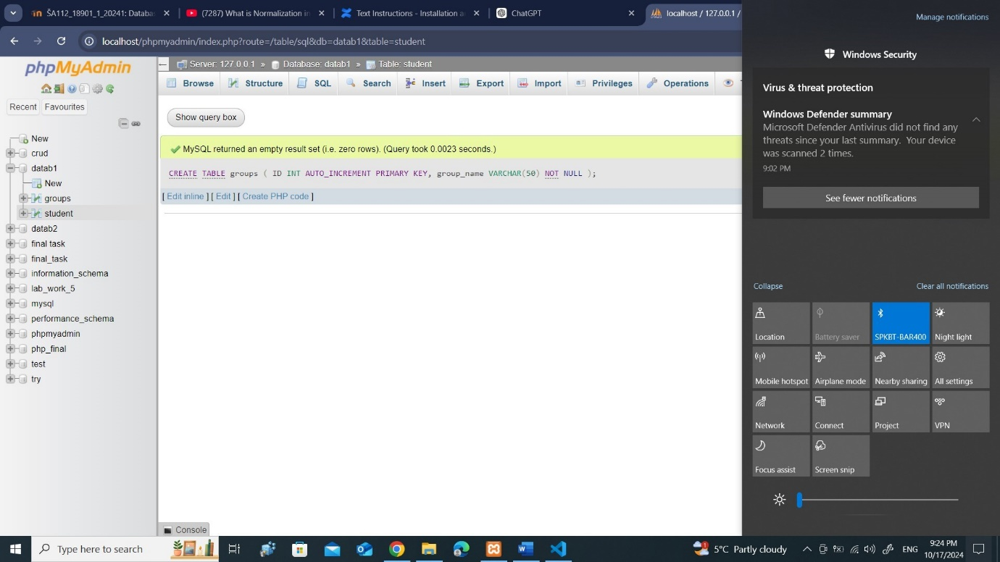 ŠA112_18901_1_20241: Databa
(7287) What is Normalization in
Text Instructions - Installation a
ChatGPT
localhost / 127.0.0.1 /
localhost/phpmyadmin/index.php?route=/table/sql&db=datab1&table=student
phpMyAdmin
Recent Favourites
New
crud
datab1
New
groups
student
datab2
final task
final_task
information_schema
lab_work_5
mysql
performance_schema
phpmyadmin
php_final
test
try
Server: 127.0.0.1 » Database: datab1 » Table: student
Browse Structure SQL Search Insert Export Import Privileges Operations T
Show query box
MySQL returned an empty result set (i.e. zero rows). (Query took 0.0023 seconds.)
CREATE TABLE groups ( ID INT AUTO_INCREMENT PRIMARY KEY, group_name VARCHAR(50) NOT NULL );
[ Edit inline ] [ Edit ] [ Create PHP code ]
Console
Manage notifications
Windows Security
Virus & threat protection
Windows Defender summary
Microsoft Defender Antivirus did not find any
threats since your last summary. Your device
was scanned 2 times.
9:02 PM
See fewer notifications
Collapse Clear all notifications
Location Battery saver SPKBT-BAR400 Night light
Mobile hotspot Airplane mode Nearby sharing All settings
Network Connect Project VPN
Focus assist Screen snip
Type here to search
5°C Partly cloudy
ENG
9:24 PM
10/17/2024